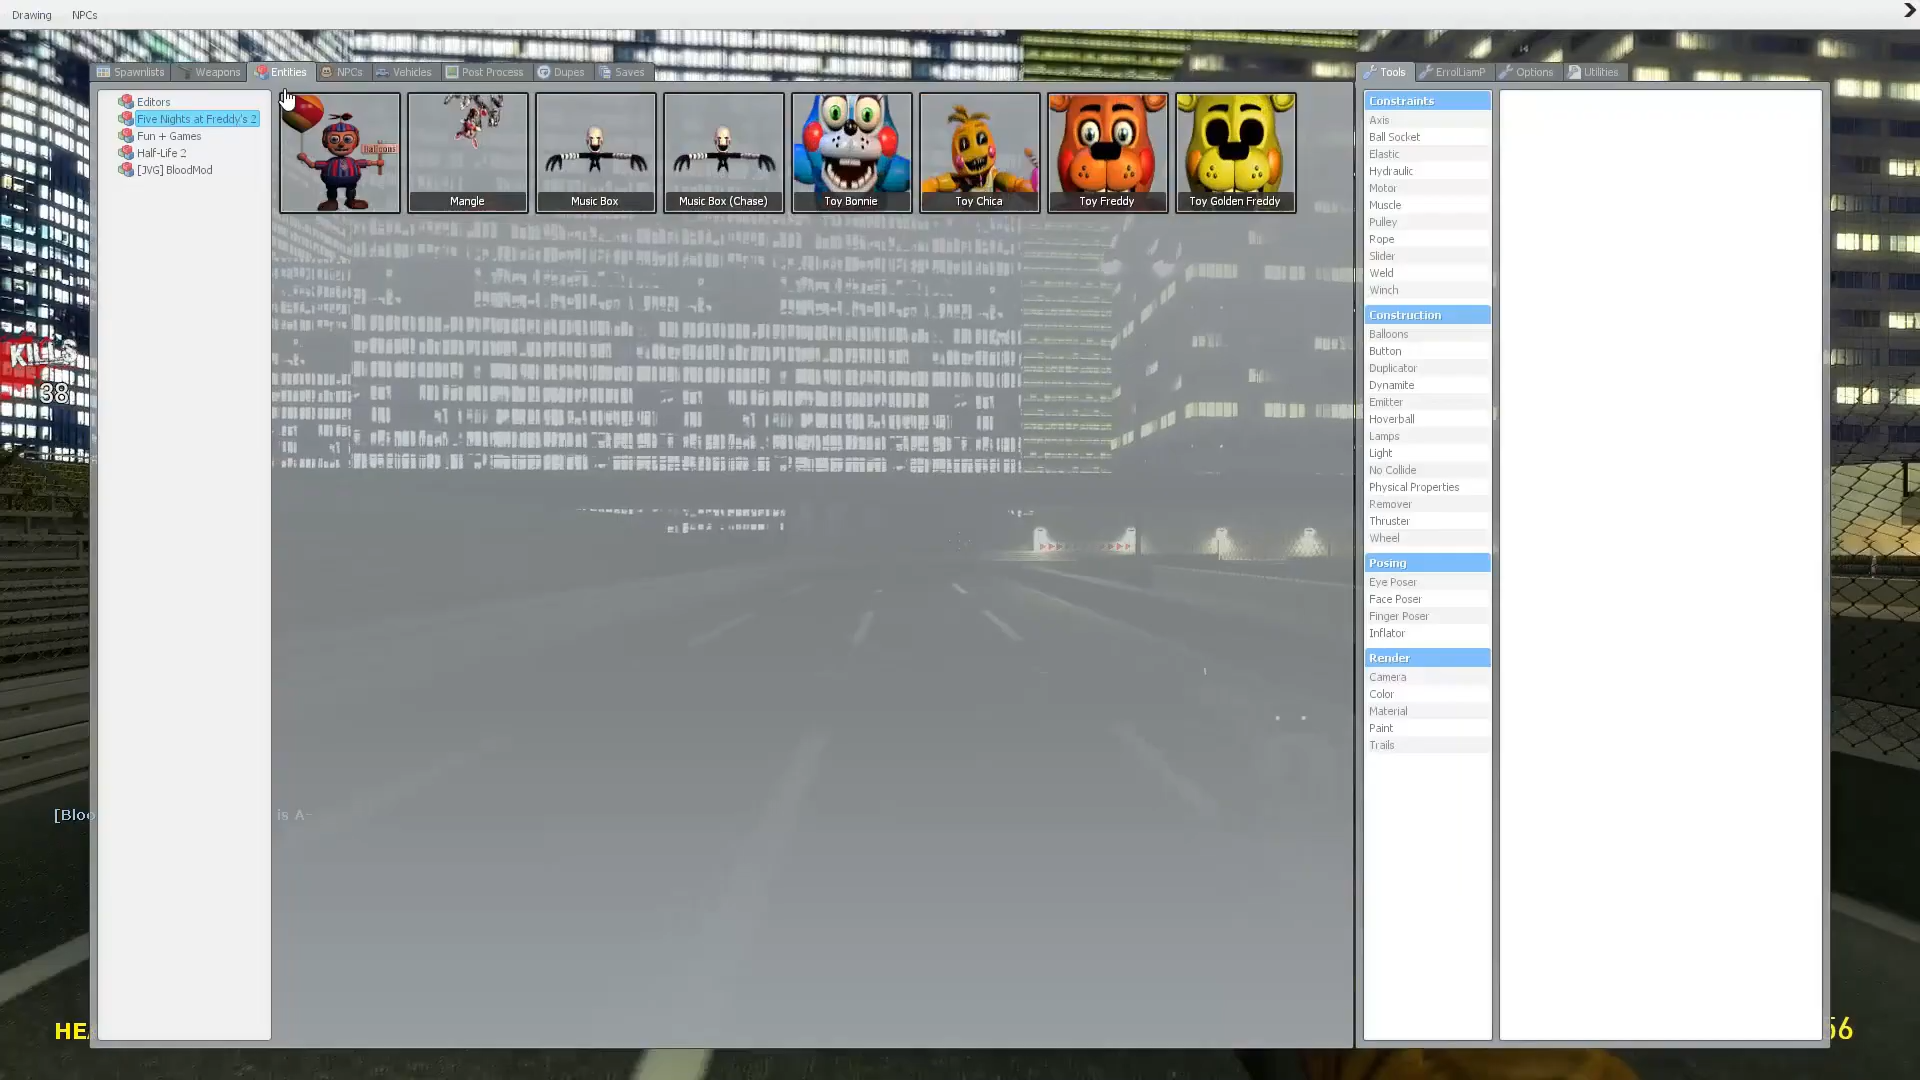 Drawing NPCs
Spawnlists Weapons Entities NPCs Vehicles Post Process Dupes Saves
Tools ErrolLiamP Options Utilities
Editors
Five Nights at Freddy's 2
Fun + Games
Half-Life 2
[JVG] BloodMod
Balloons
Mangle
Music Box
Music Box (Chase)
Toy Bonnie
Toy Chica
Toy Freddy
Toy Golden Freddy
Constraints
Axis
Ball Socket
Elastic
Hydraulic
Motor
Muscle
Pulley
Rope
Slider
Weld
Winch
Construction
Balloons
Button
Duplicator
Dynamite
Emitter
Hoverball
Lamps
Light
No Collide
Physical Properties
Remover
Thruster
Wheel
Posing
Eye Poser
Face Poser
Finger Poser
Inflator
Render
Camera
Color
Material
Paint
Trails
KILLS
38
[Bloo is A-
HEA
56